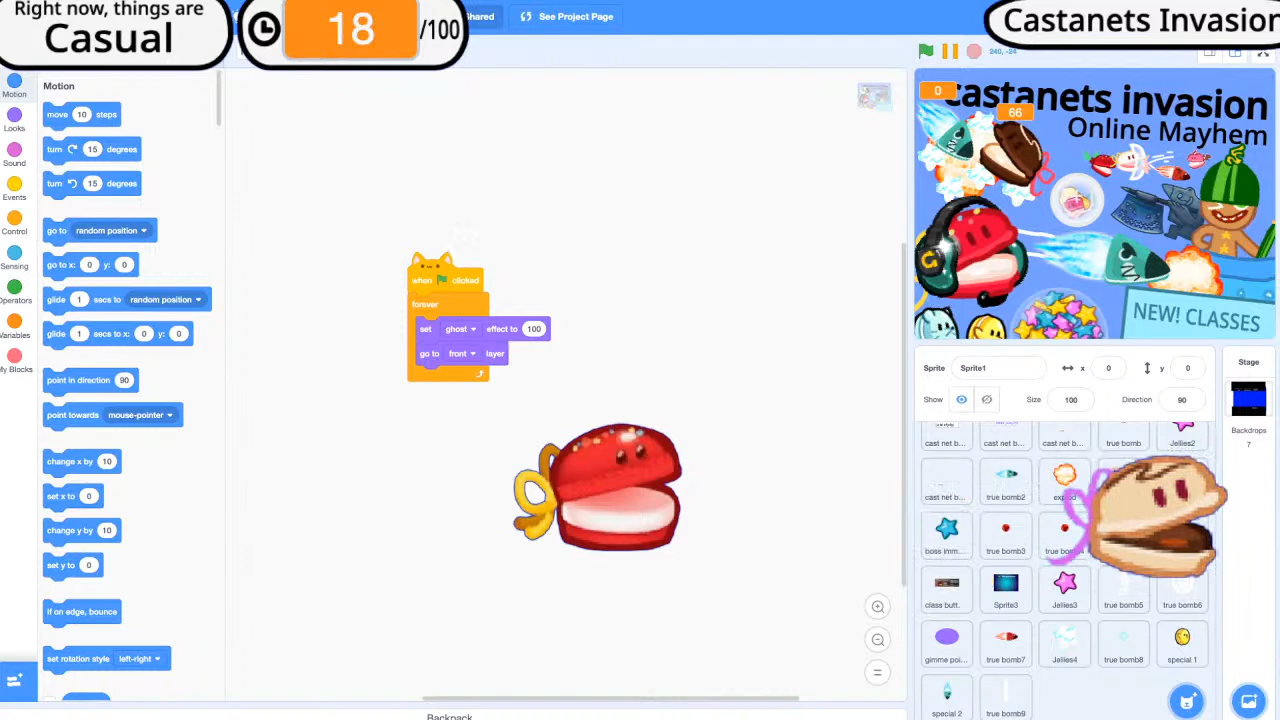 Right now, things are
Casual
18
/100
Shared
See Project Page
Castanets Invasion
240, -24
Motion
Looks
Sound
Events
Control
Sensing
Operators
Variables
My Blocks
Motion
move 10 steps
turn 15 degrees
turn 15 degrees
go to random position
go to x: 0 y: 0
glide 1 secs to random position
glide 1 secs to x: 0 y: 0
point in direction 90
point towards mouse-pointer
change x by 10
set x to 0
change y by 10
set y to 0
if on edge, bounce
set rotation style left-right
when clicked
forever
set ghost effect to 100
go to front layer
Backpack
0
66
castanets invasion
Online Mayhem
NEW! CLASSES
Sprite Sprite1 x 0 y 0
Show Size 100 Direction 90
Stage
Backdrops
7
cast net b... cast net b... cast net b... true bomb Jellies2
cast net b... true bomb2
boss imm... true bomb3
class butt... Sprite3 Jellies3 true bomb5 true bomb6
gimme poi... true bomb7 Jellies4 true bomb8 special 1
special 2 true bomb9